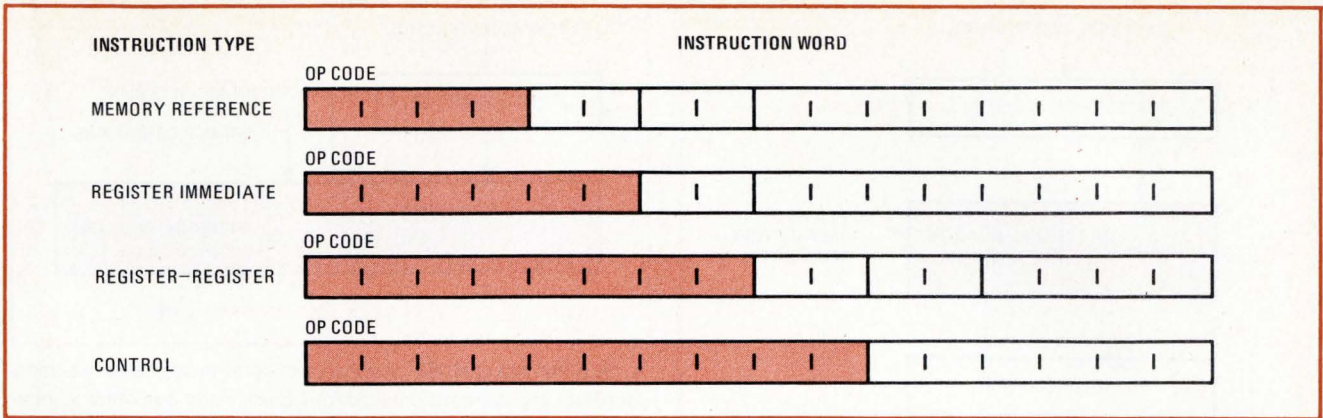 INSTRUCTION TYPE INSTRUCTION WORD
OP CODE
MEMORY REFERENCE
OP CODE
REGISTER IMMEDIATE
OP CODE
REGISTER–REGISTER
OP CODE
CONTROL